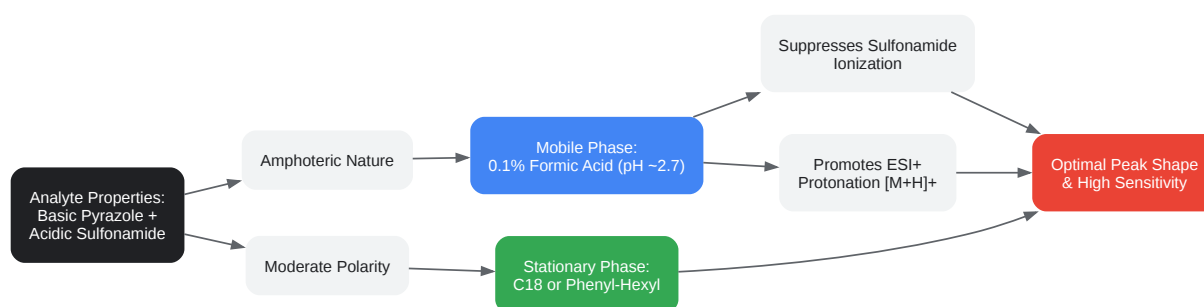 Analyte Properties:
Basic Pyrazole +
Acidic Sulfonamide
Amphoteric Nature
Moderate Polarity
Mobile Phase:
0.1% Formic Acid (pH ~2.7)
Stationary Phase:
C18 or Phenyl-Hexyl
Suppresses Sulfonamide
Ionization
Promotes ESI+
Protonation [M+H]+
Optimal Peak Shape
& High Sensitivity